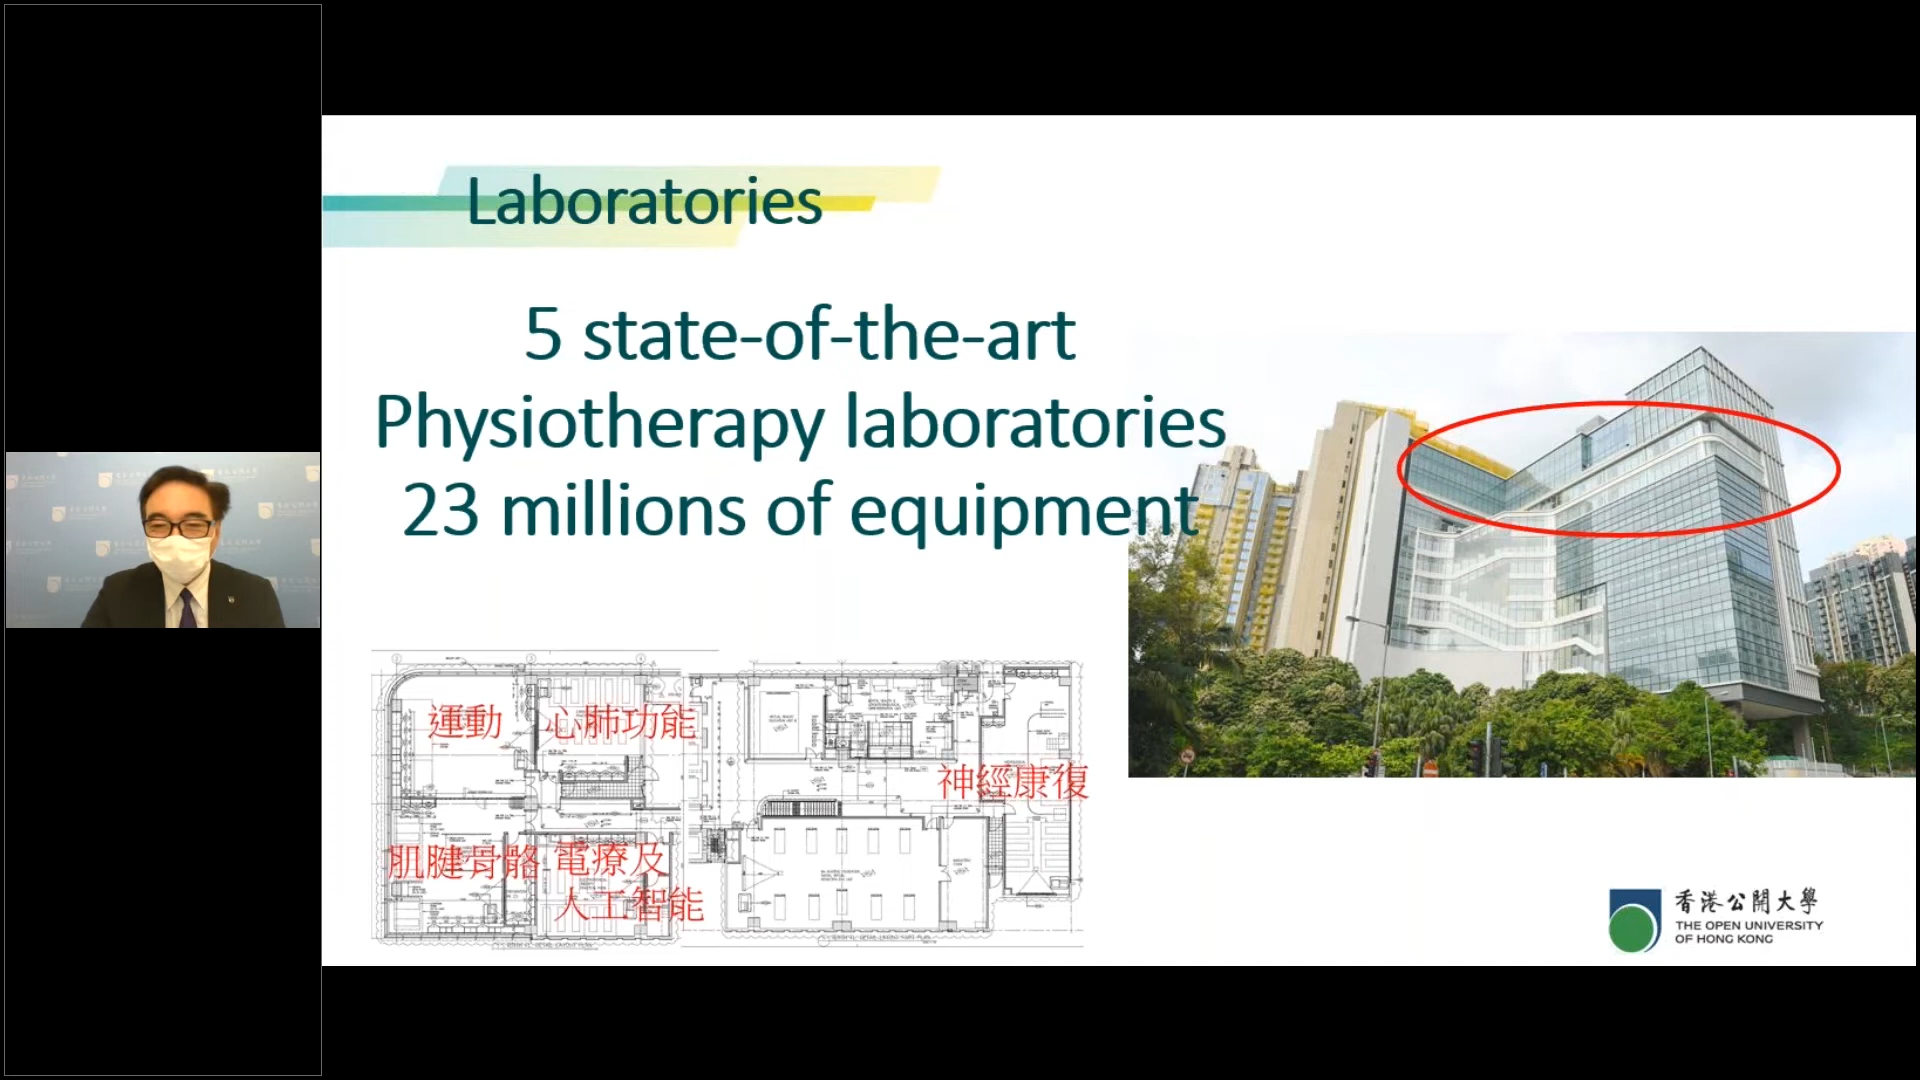 Laboratories
5 state-of-the-art
Physiotherapy laboratories
23 millions of equipment
運動
心肺功能
神經康復
肌腱骨骼
電療及
人工智能
香港公開大學
THE OPEN UNIVERSITY
OF HONG KONG